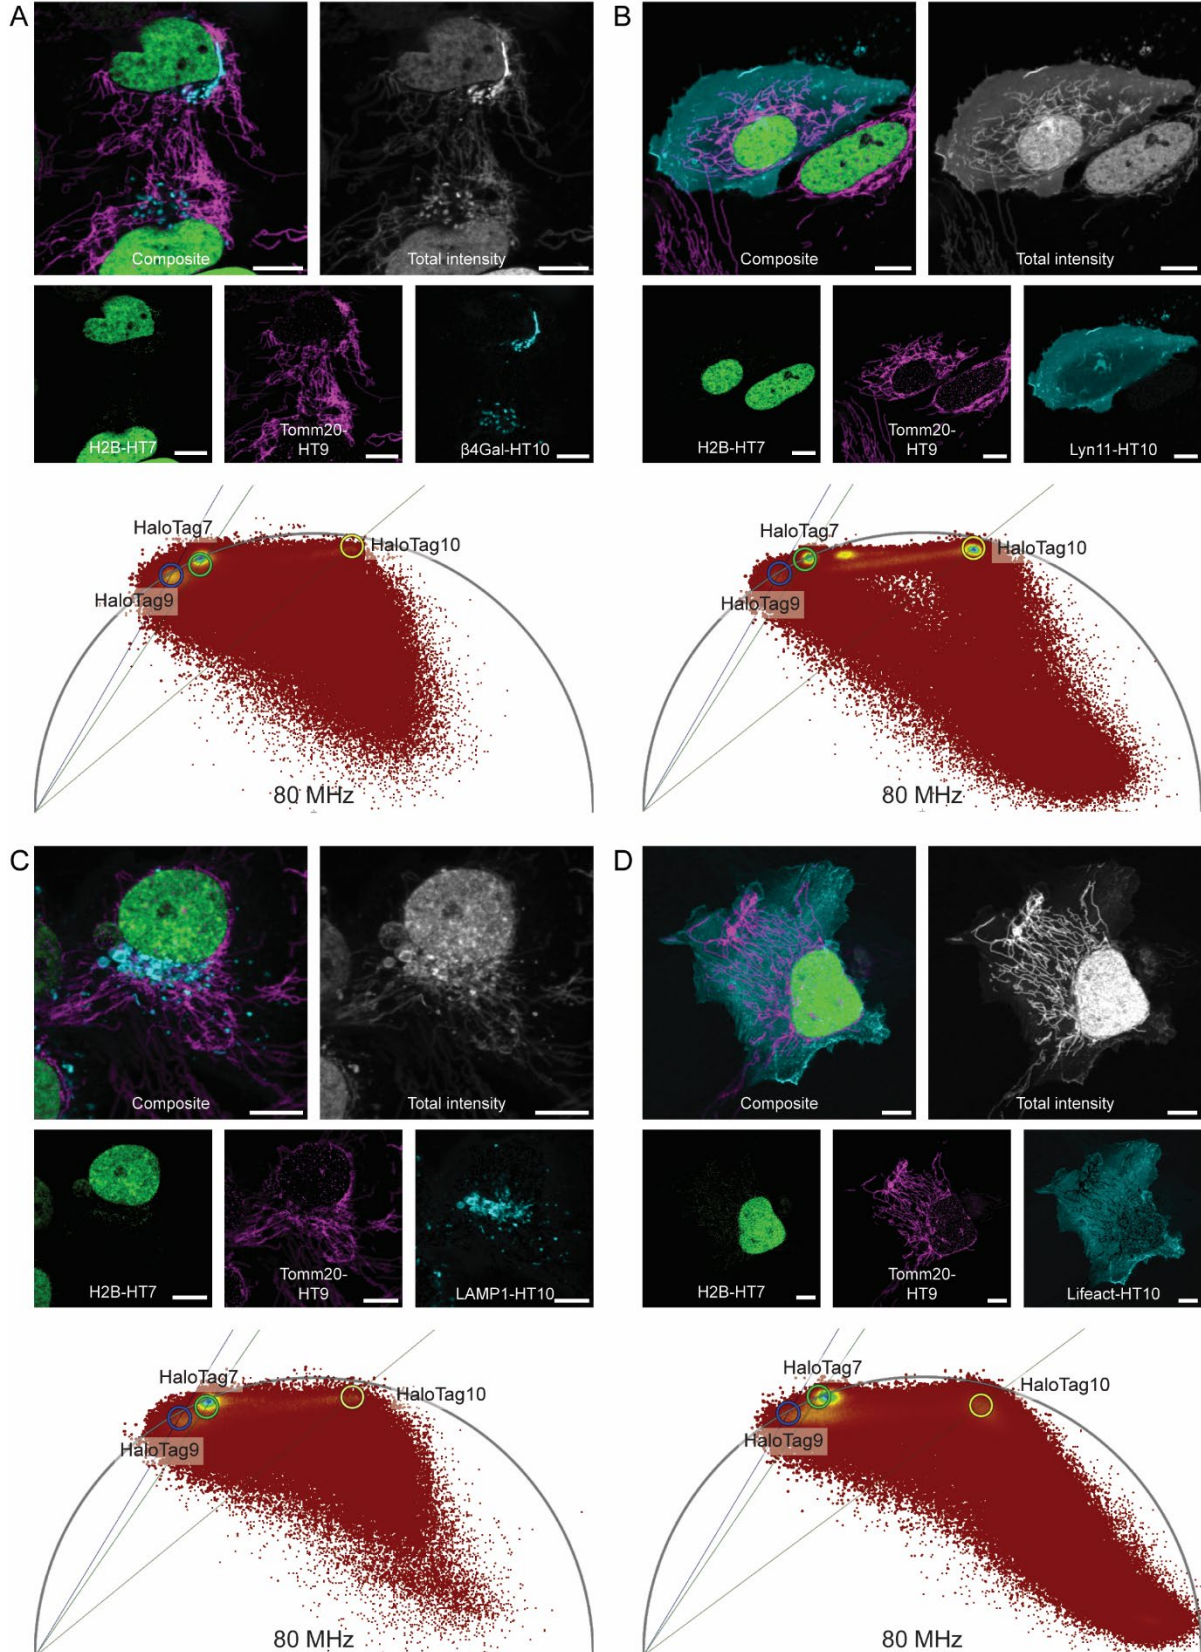 A
Composite
Total intensity
H2B-HT7
Tomm20-
HT9
β4Gal-HT10
HaloTag7
HaloTag10
HaloTag9
80 MHz
B
Composite
Total intensity
H2B-HT7
Tomm20-
HT9
Lyn11-HT10
HaloTag7
HaloTag10
HaloTag9
80 MHz
C
Composite
Total intensity
H2B-HT7
Tomm20-
HT9
LAMP1-HT10
HaloTag7
HaloTag10
HaloTag9
80 MHz
D
Composite
Total intensity
H2B-HT7
Tomm20-
HT9
Lifeact-HT10
HaloTag7
HaloTag10
HaloTag9
80 MHz